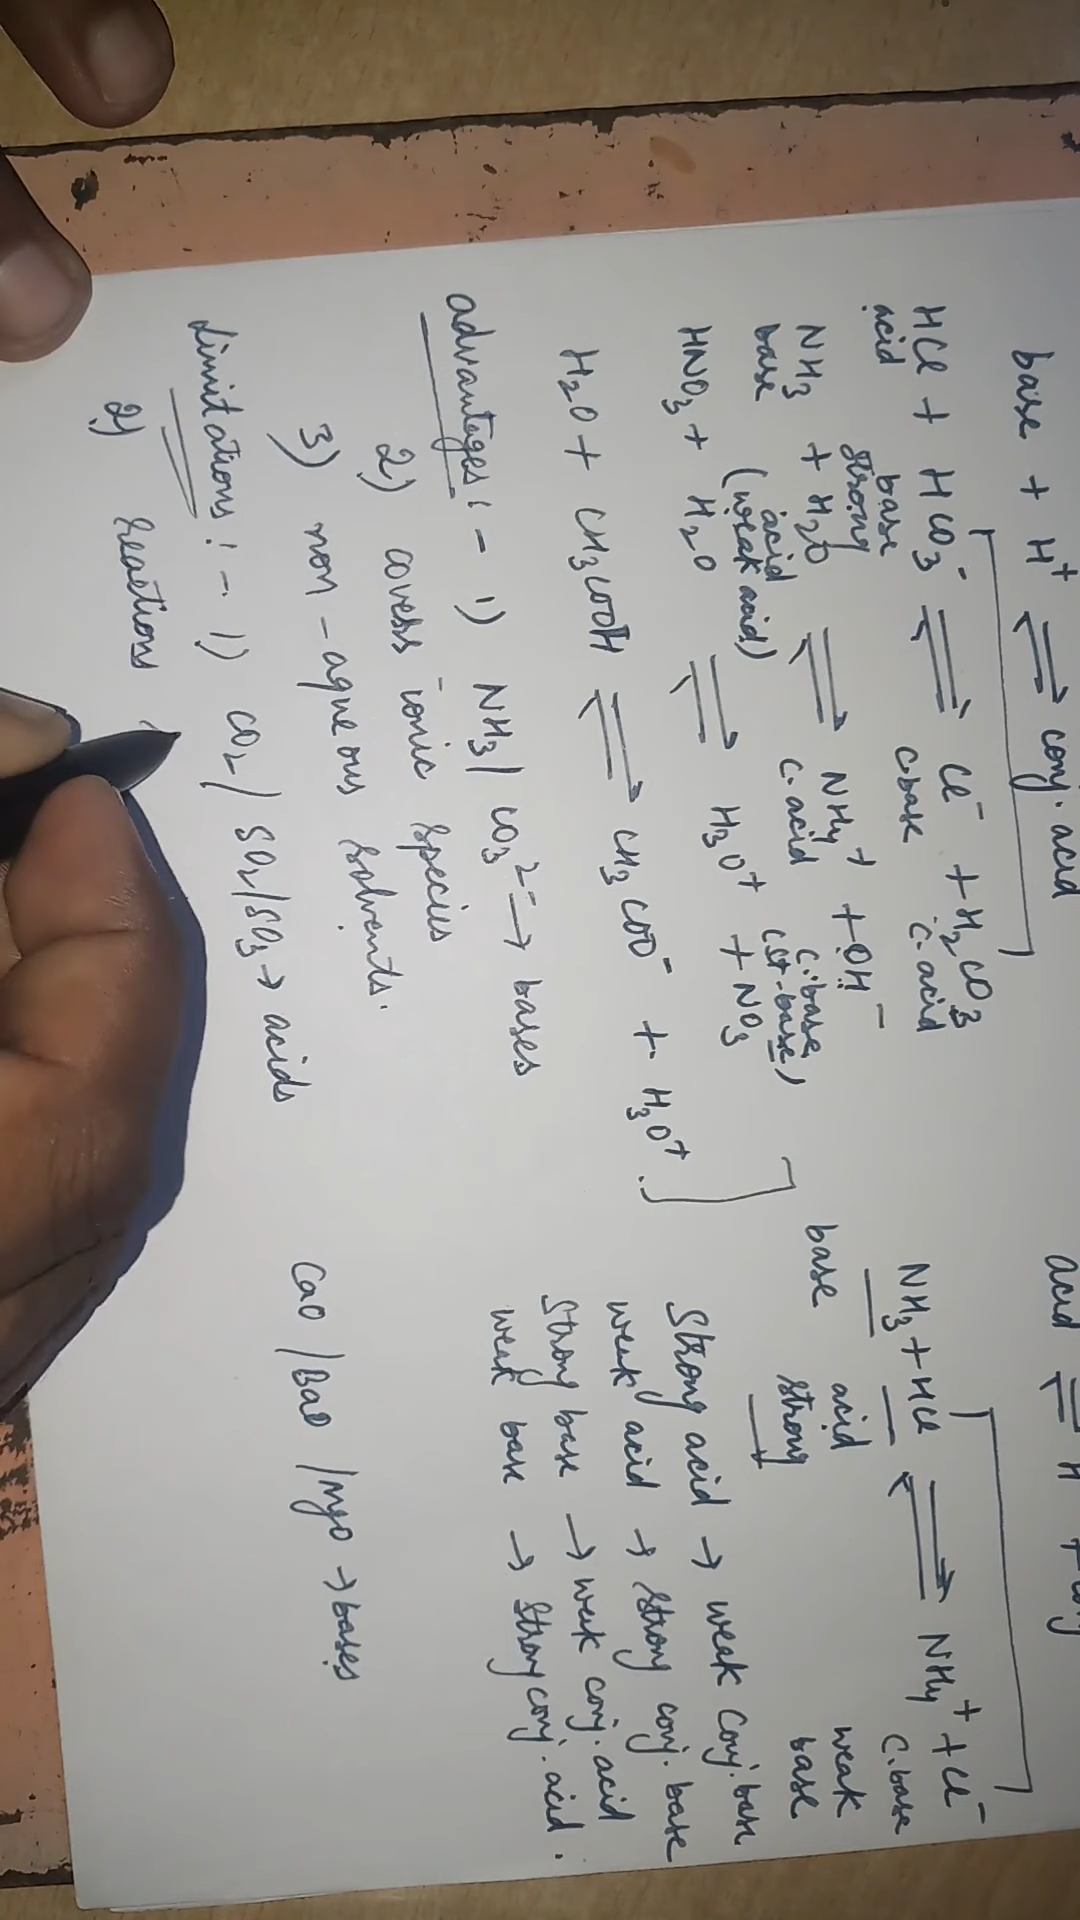 base + H⁺ ⇌ conj. acid
acid ⇌ H
HCl + HCO₃⁻ ⇌ Cl⁻ + H₂CO₃
acid base c.base c.acid
strong
NH₃ + H₂O ⇌ NH₄⁺ + OH⁻
base acid c.acid c.base
(weak acid) (st.base)
HNO₃ + H₂O ⇌ H₃O⁺ + NO₃⁻
H₂O + CH₃COOH ⇌ CH₃COO⁻ + H₃O⁺
NH₃ + HCl ⇌ NH₄⁺ + Cl⁻
base acid c.base
strong weak
base
Strong acid → weak conj. base
weak acid → strong conj. base
Strong base → weak conj. acid
weak base → strong conj. acid.
advantages :- 1) NH₃ / CO₃²⁻ → bases
2) covers ionic species
3) non-aqueous solvents.
Limitations :- 1) CO₂ / SO₂ / SO₃ → acids
CaO / BaO / MgO → bases
2) reactions